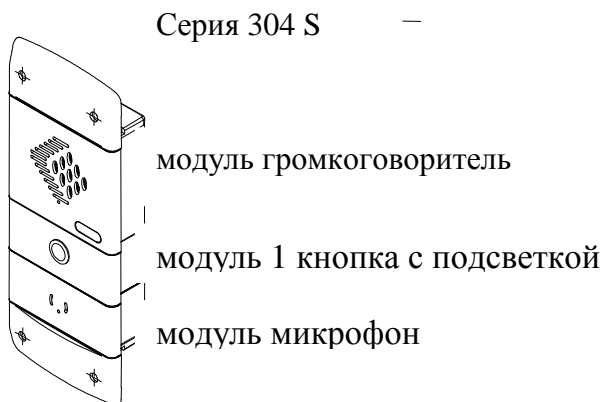 Серия 304 S —
модуль громкоговоритель
модуль 1 кнопка с подсветкой
модуль микрофон